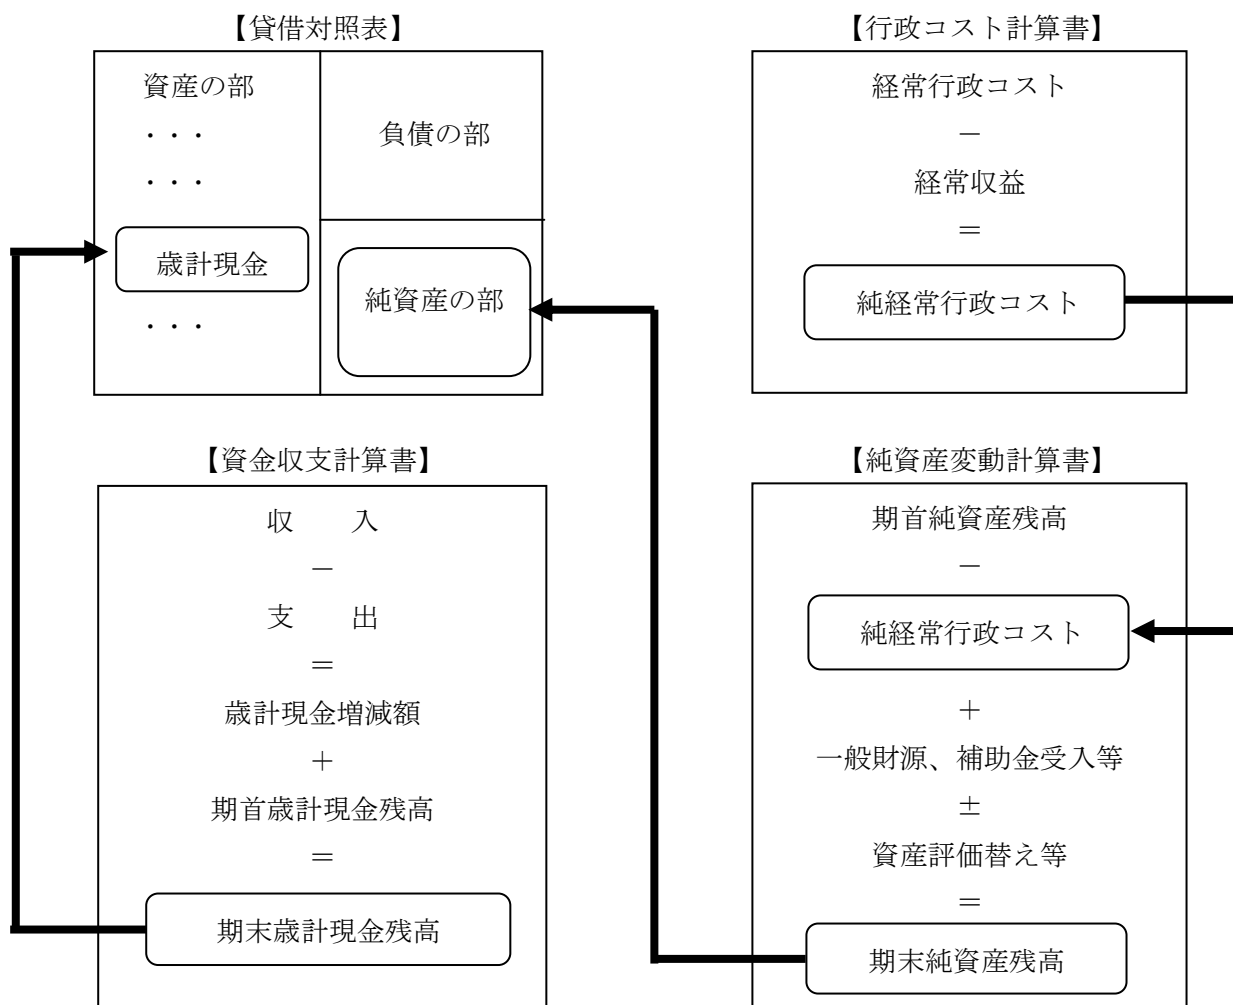 【貸借対照表】
資産の部
・・・
・・・
歳計現金
・・・
負債の部
純資産の部
【行政コスト計算書】
経常行政コスト
－
経常収益
＝
純経常行政コスト
【資金収支計算書】
収　　入
－
支　　出
＝
歳計現金増減額
＋
期首歳計現金残高
＝
期末歳計現金残高
【純資産変動計算書】
期首純資産残高
－
純経常行政コスト
＋
一般財源、補助金受入等
±
資産評価替え等
＝
期末純資産残高